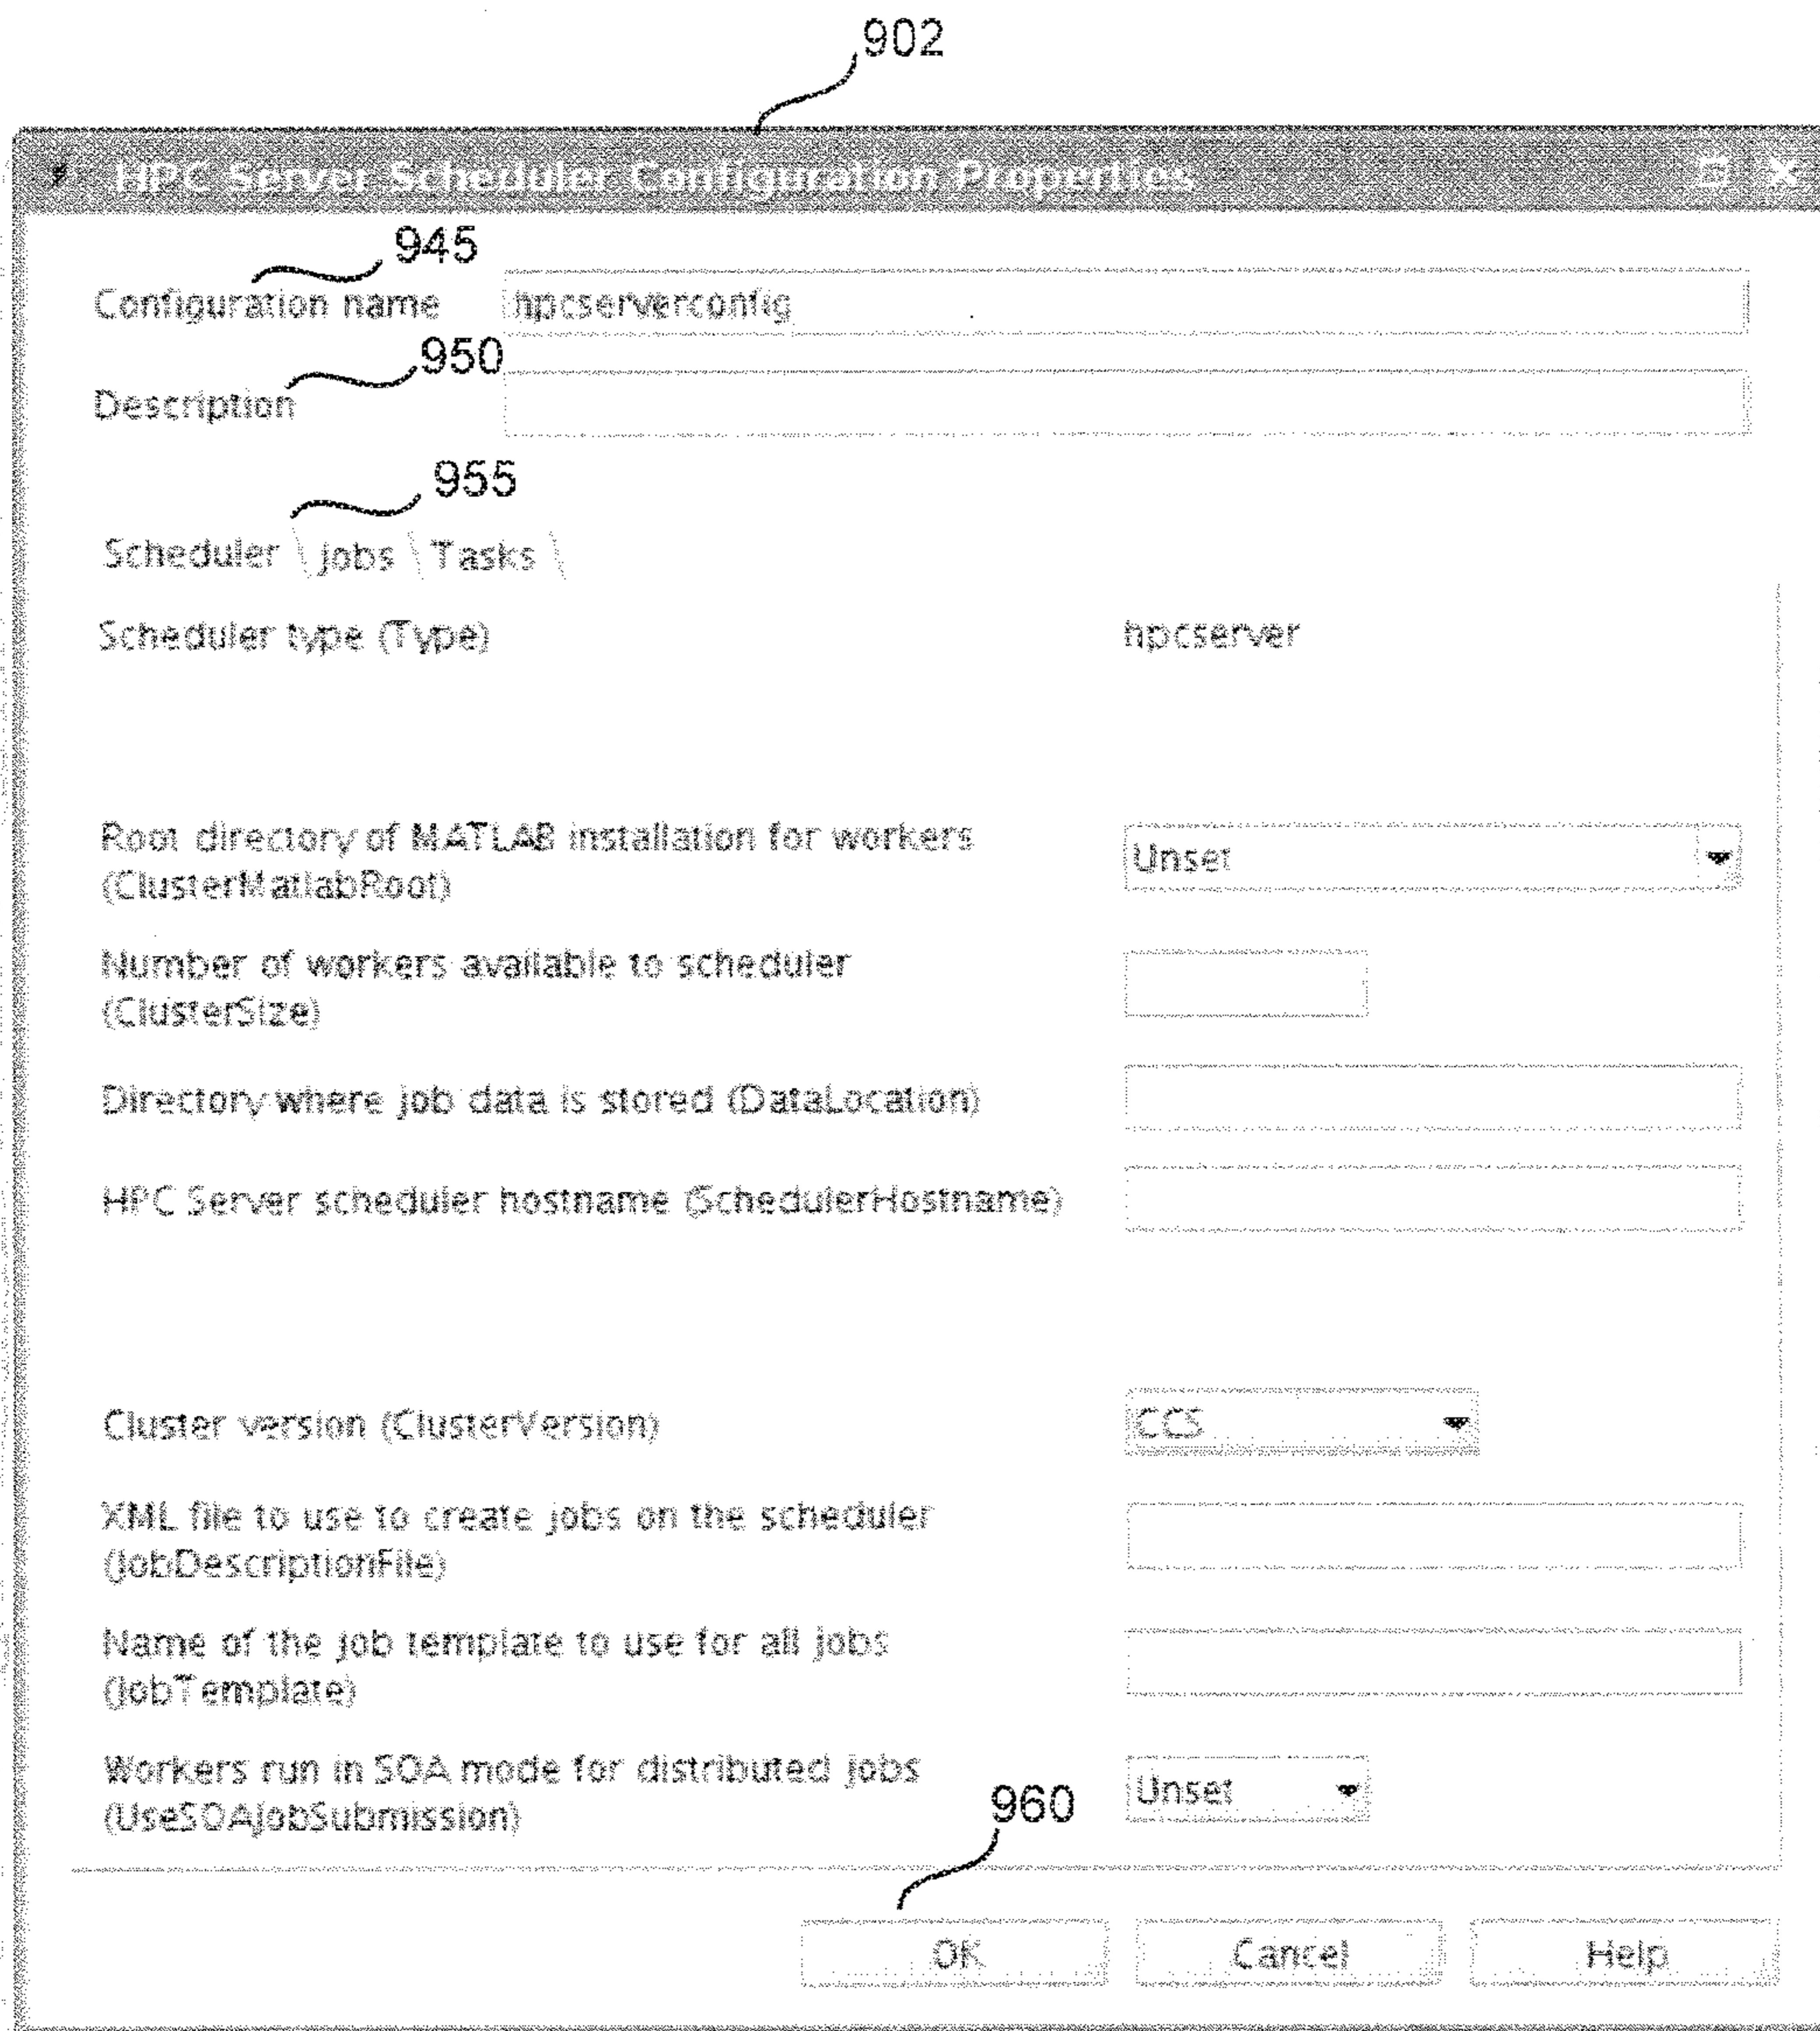 902
HPC Server Scheduler Configuration Properties
945
Configuration name hpcserverconfig
950
Description
955
Scheduler \ Jobs \ Tasks \
Scheduler type (Type) hpcserver
Root directory of MATLAB installation for workers
(ClusterMatlabRoot) Unset
Number of workers available to scheduler
(ClusterSize)
Directory where job data is stored (DataLocation)
HPC Server scheduler hostname (SchedulerHostname)
Cluster version (ClusterVersion) CCS
XML file to use to create jobs on the scheduler
(JobDescriptionFile)
Name of the job template to use for all jobs
(JobTemplate)
Workers run in SOA mode for distributed jobs
(UseSOAJobSubmission) Unset
960
OK Cancel Help